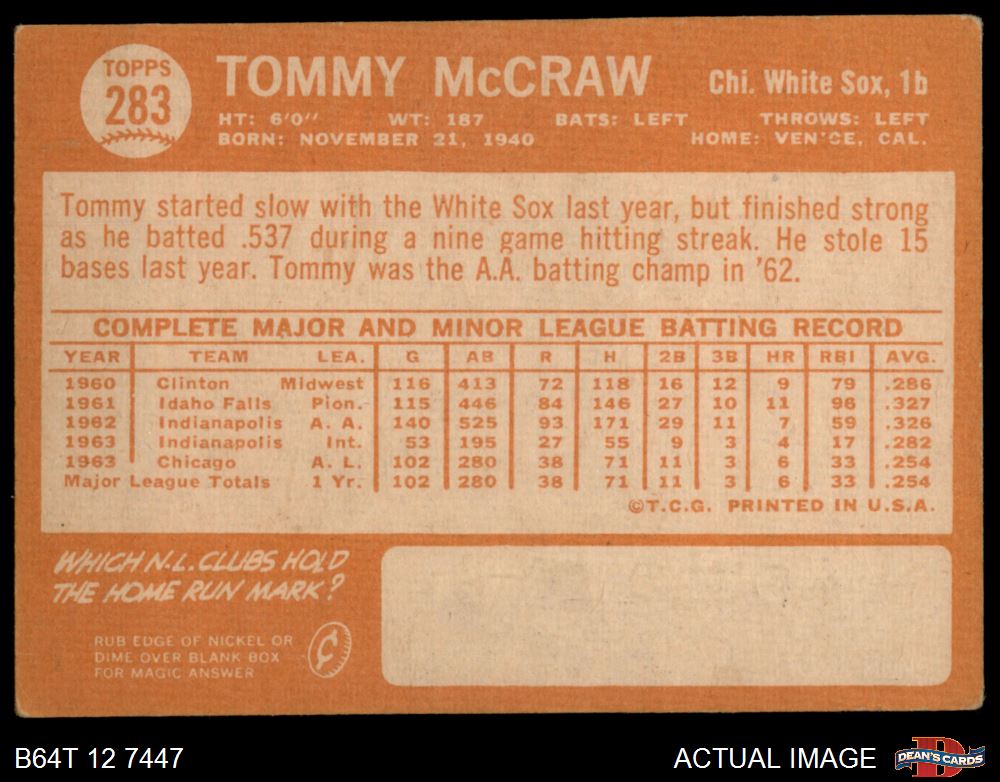 TOPPS
283
TOMMY McCRAW
Chi. White Sox, 1b
HT: 6'0'' WT: 187 BATS: LEFT THROWS: LEFT
BORN: NOVEMBER 21, 1940 HOME: VENICE, CAL.
Tommy started slow with the White Sox last year, but finished strong
as he batted .537 during a nine game hitting streak. He stole 15
bases last year. Tommy was the A.A. batting champ in '62.
COMPLETE MAJOR AND MINOR LEAGUE BATTING RECORD
YEAR TEAM LEA. G AB R H 2B 3B HR RBI AVG.
1960 Clinton Midwest 116 413 72 118 16 12 9 79 .286
1961 Idaho Falls Pion. 115 446 84 146 27 10 11 96 .327
1962 Indianapolis A. A. 140 525 93 171 29 11 7 59 .326
1963 Indianapolis Int. 53 195 27 55 9 3 4 17 .282
1963 Chicago A. L. 102 280 38 71 11 3 6 33 .254
Major League Totals 1 Yr. 102 280 38 71 11 3 6 33 .254
©T.C.G. PRINTED IN U.S.A.
WHICH N.L. CLUBS HOLD
THE HOME RUN MARK?
RUB EDGE OF NICKEL OR
DIME OVER BLANK BOX
FOR MAGIC ANSWER
¢
B64T 12 7447
ACTUAL IMAGE
D
DEAN'S CARDS